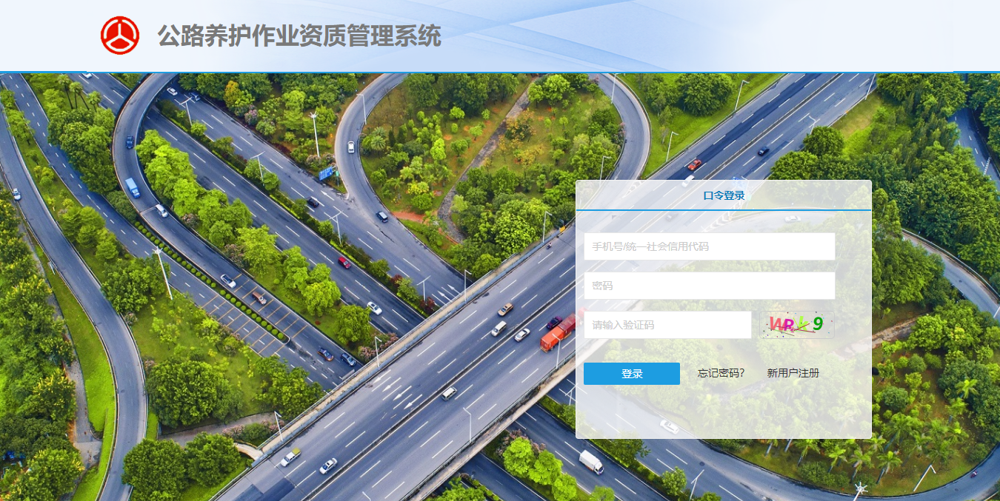 公路养护作业资质管理系统
口令登录
手机号/统一社会信用代码
密码
请输入验证码
登录 忘记密码? 新用户注册